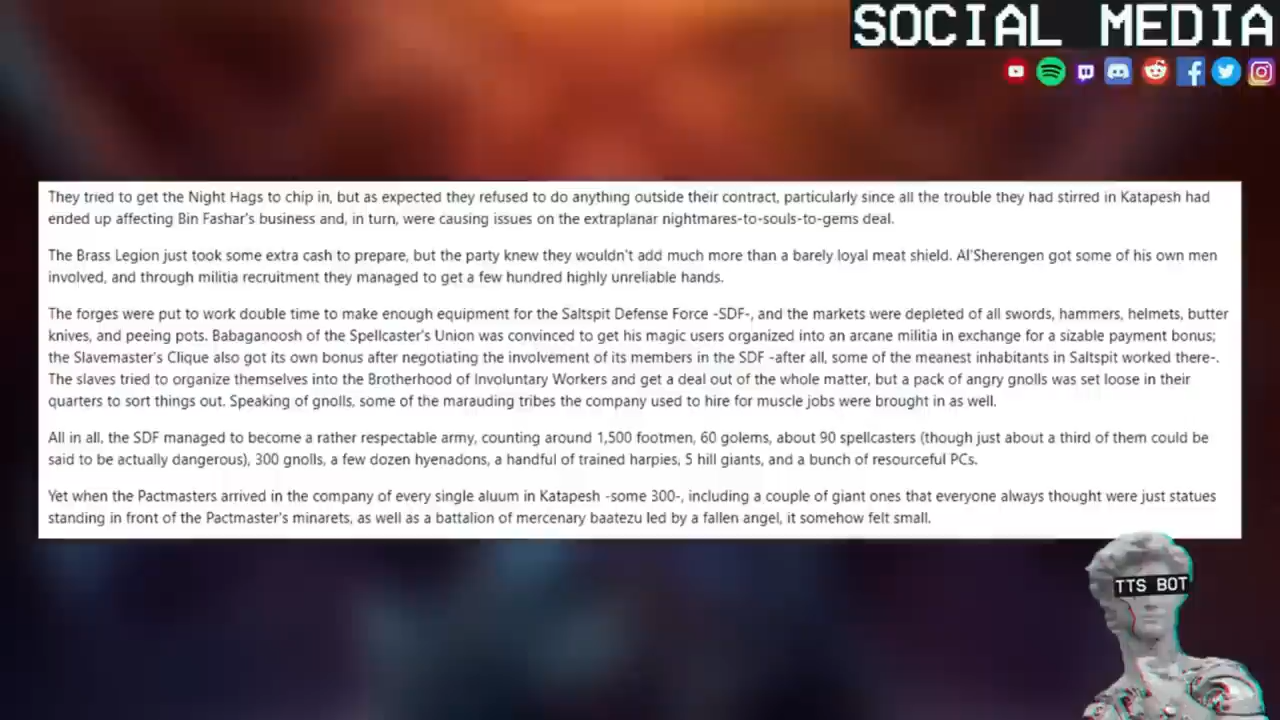 SOCIAL MEDIA
They tried to get the Night Hags to chip in, but as expected they refused to do anything outside their contract, particularly since all the trouble they had stirred in Katapesh had
ended up affecting Bin Fashar's business and, in turn, were causing issues on the extraplanar nightmares-to-souls-to-gems deal.
The Brass Legion just took some extra cash to prepare, but the party knew they wouldn't add much more than a barely loyal meat shield. Al'Sherengen got some of his own men
involved, and through militia recruitment they managed to get a few hundred highly unreliable hands.
The forges were put to work double time to make enough equipment for the Saltspit Defense Force -SDF-, and the markets were depleted of all swords, hammers, helmets, butter
knives, and peeing pots. Babaganoosh of the Spellcaster's Union was convinced to get his magic users organized into an arcane militia in exchange for a sizable payment bonus;
the Slavemaster's Clique also got its own bonus after negotiating the involvement of its members in the SDF -after all, some of the meanest inhabitants in Saltspit worked there-.
The slaves tried to organize themselves into the Brotherhood of Involuntary Workers and get a deal out of the whole matter, but a pack of angry gnolls was set loose in their
quarters to sort things out. Speaking of gnolls, some of the marauding tribes the company used to hire for muscle jobs were brought in as well.
All in all, the SDF managed to become a rather respectable army, counting around 1,500 footmen, 60 golems, about 90 spellcasters (though just about a third of them could be
said to be actually dangerous), 300 gnolls, a few dozen hyenadons, a handful of trained harpies, 5 hill giants, and a bunch of resourceful PCs.
Yet when the Pactmasters arrived in the company of every single aluum in Katapesh -some 300-, including a couple of giant ones that everyone always thought were just statues
standing in front of the Pactmaster's minarets, as well as a battalion of mercenary baatezu led by a fallen angel, it somehow felt small.
TTS BOT